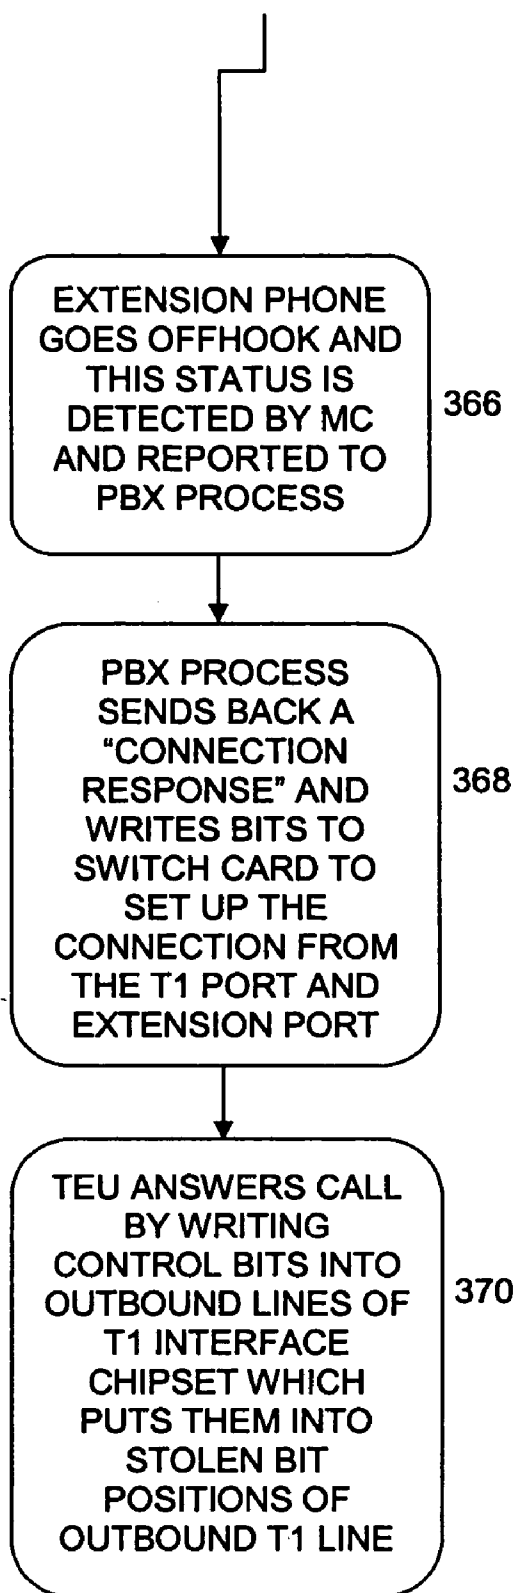 EXTENSION PHONE
GOES OFFHOOK AND
THIS STATUS IS
DETECTED BY MC
AND REPORTED TO
PBX PROCESS
366
PBX PROCESS
SENDS BACK A
“CONNECTION
RESPONSE” AND
WRITES BITS TO
SWITCH CARD TO
SET UP THE
CONNECTION FROM
THE T1 PORT AND
EXTENSION PORT
368
TEU ANSWERS CALL
BY WRITING
CONTROL BITS INTO
OUTBOUND LINES OF
T1 INTERFACE
CHIPSET WHICH
PUTS THEM INTO
STOLEN BIT
POSITIONS OF
OUTBOUND T1 LINE
370